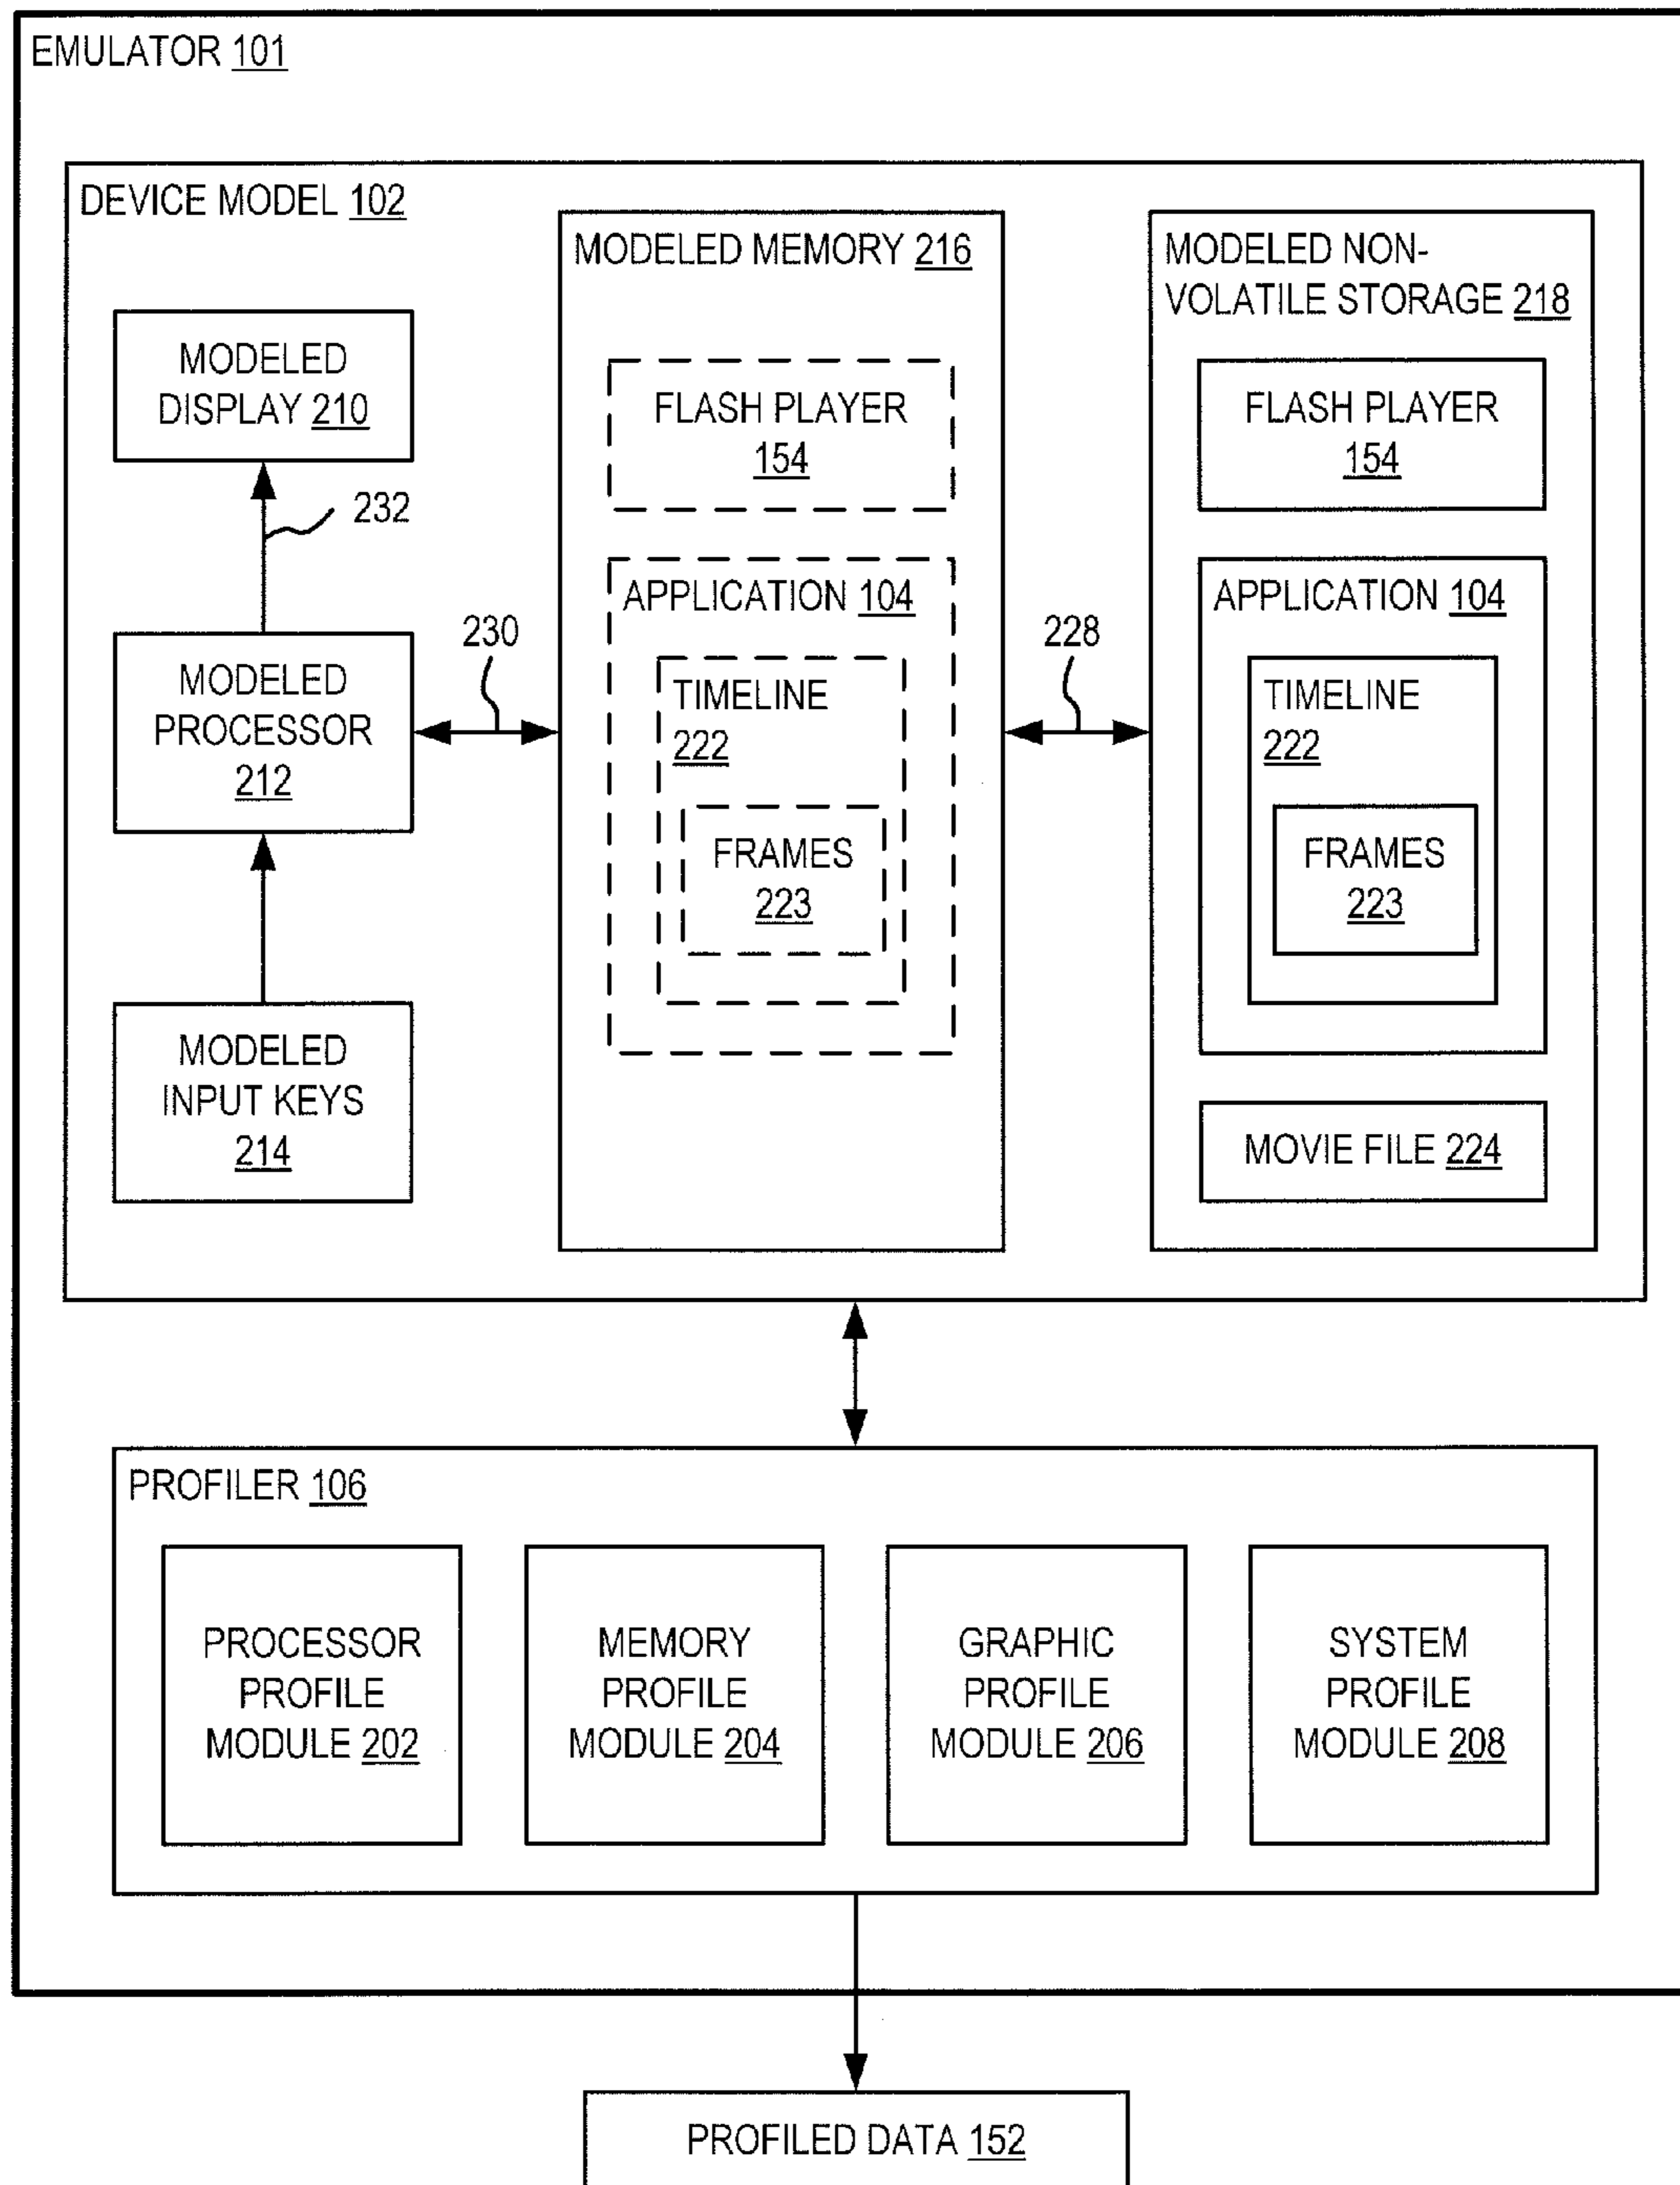 EMULATOR 101
DEVICE MODEL 102
MODELED
DISPLAY 210
232
MODELED
PROCESSOR
212
MODELED
INPUT KEYS
214
230
MODELED MEMORY 216
FLASH PLAYER
154
APPLICATION 104
TIMELINE
222
FRAMES
223
228
MODELED NON-
VOLATILE STORAGE 218
FLASH PLAYER
154
APPLICATION 104
TIMELINE
222
FRAMES
223
MOVIE FILE 224
PROFILER 106
PROCESSOR
PROFILE
MODULE 202
MEMORY
PROFILE
MODULE 204
GRAPHIC
PROFILE
MODULE 206
SYSTEM
PROFILE
MODULE 208
PROFILED DATA 152